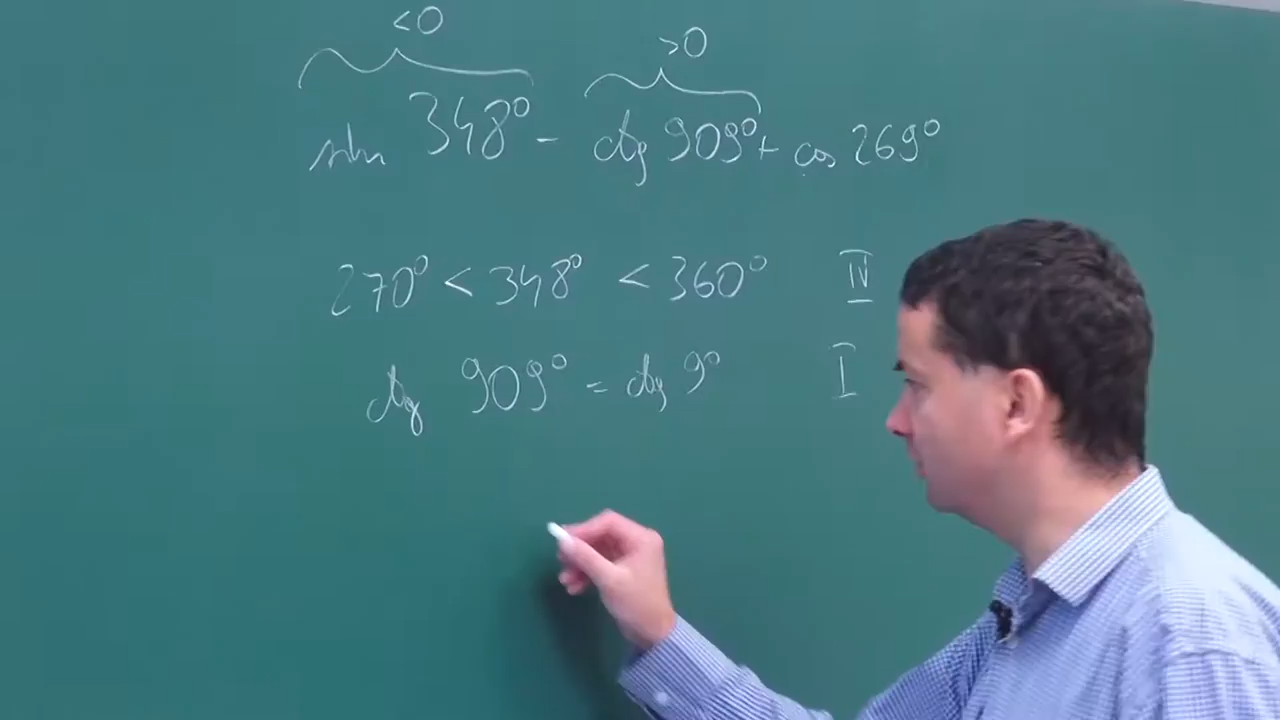 <0 >0
sin 348° - ctg 909° + cos 269°
270° < 348° < 360° IV
ctg 909° = ctg 9° I